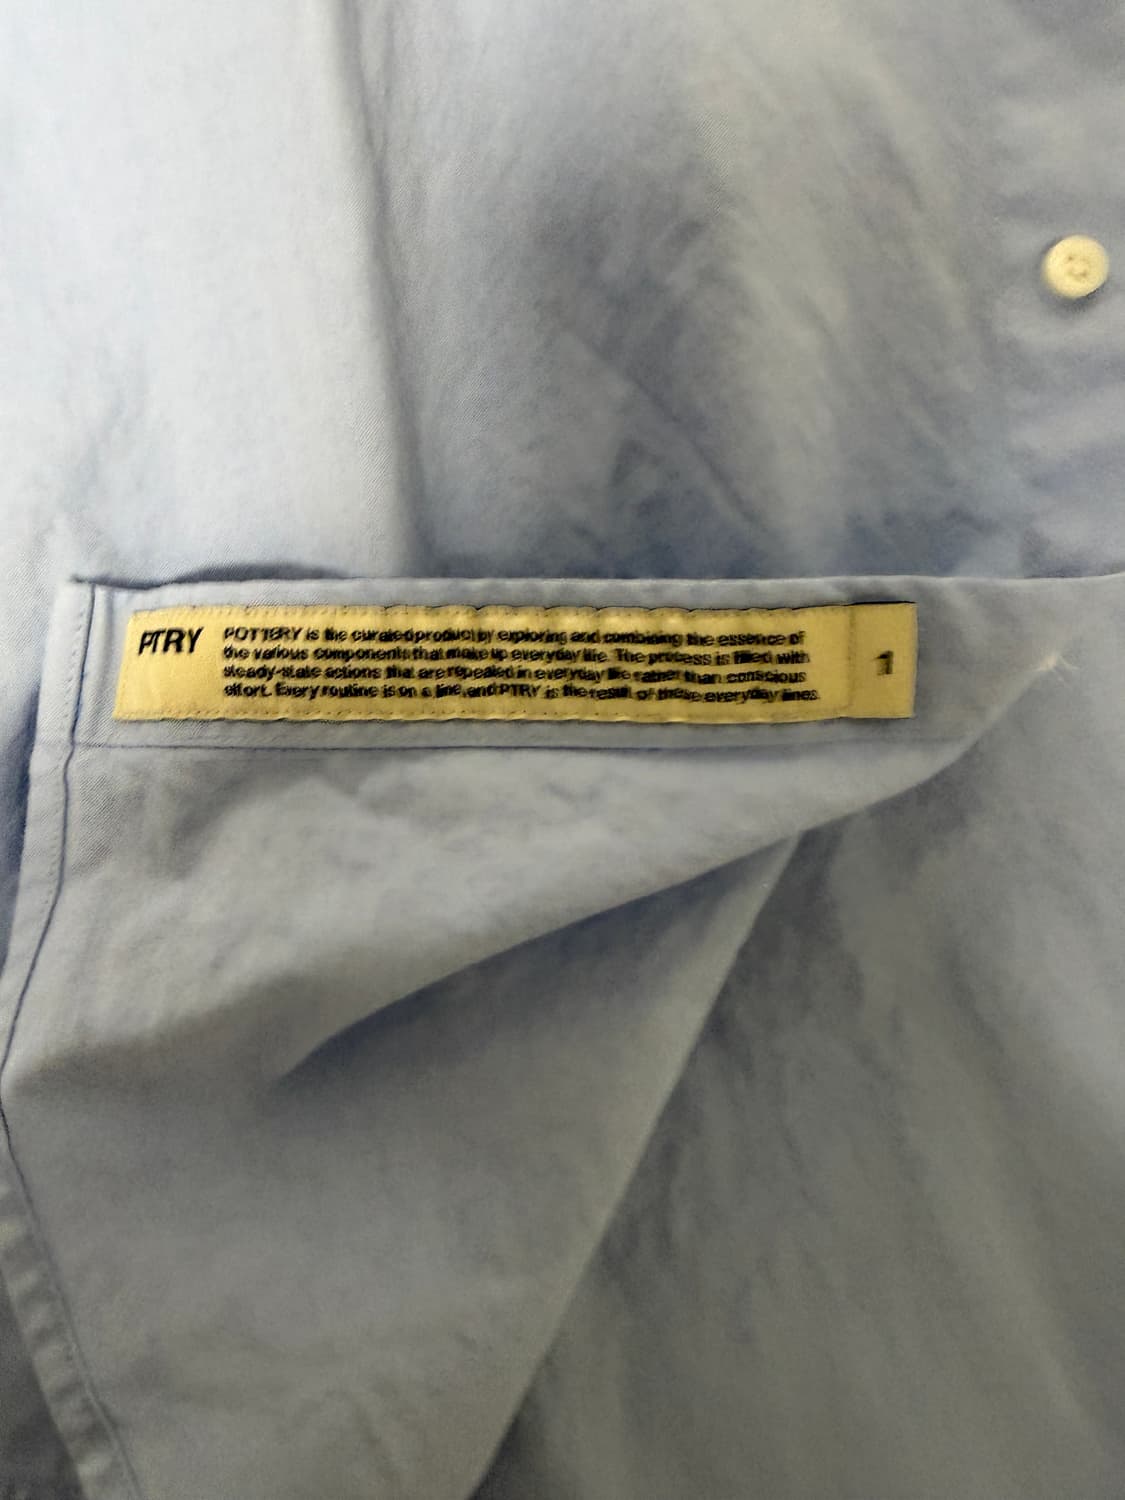 PTRY
POTTERY is the curated product by exploring and combining the essence of
the various components that make up everyday life. The process is filled with
steady-state actions that are repeated in everyday life rather than conscious
effort. Every routine is on a line, and PTRY is the result of these everyday lines.
1